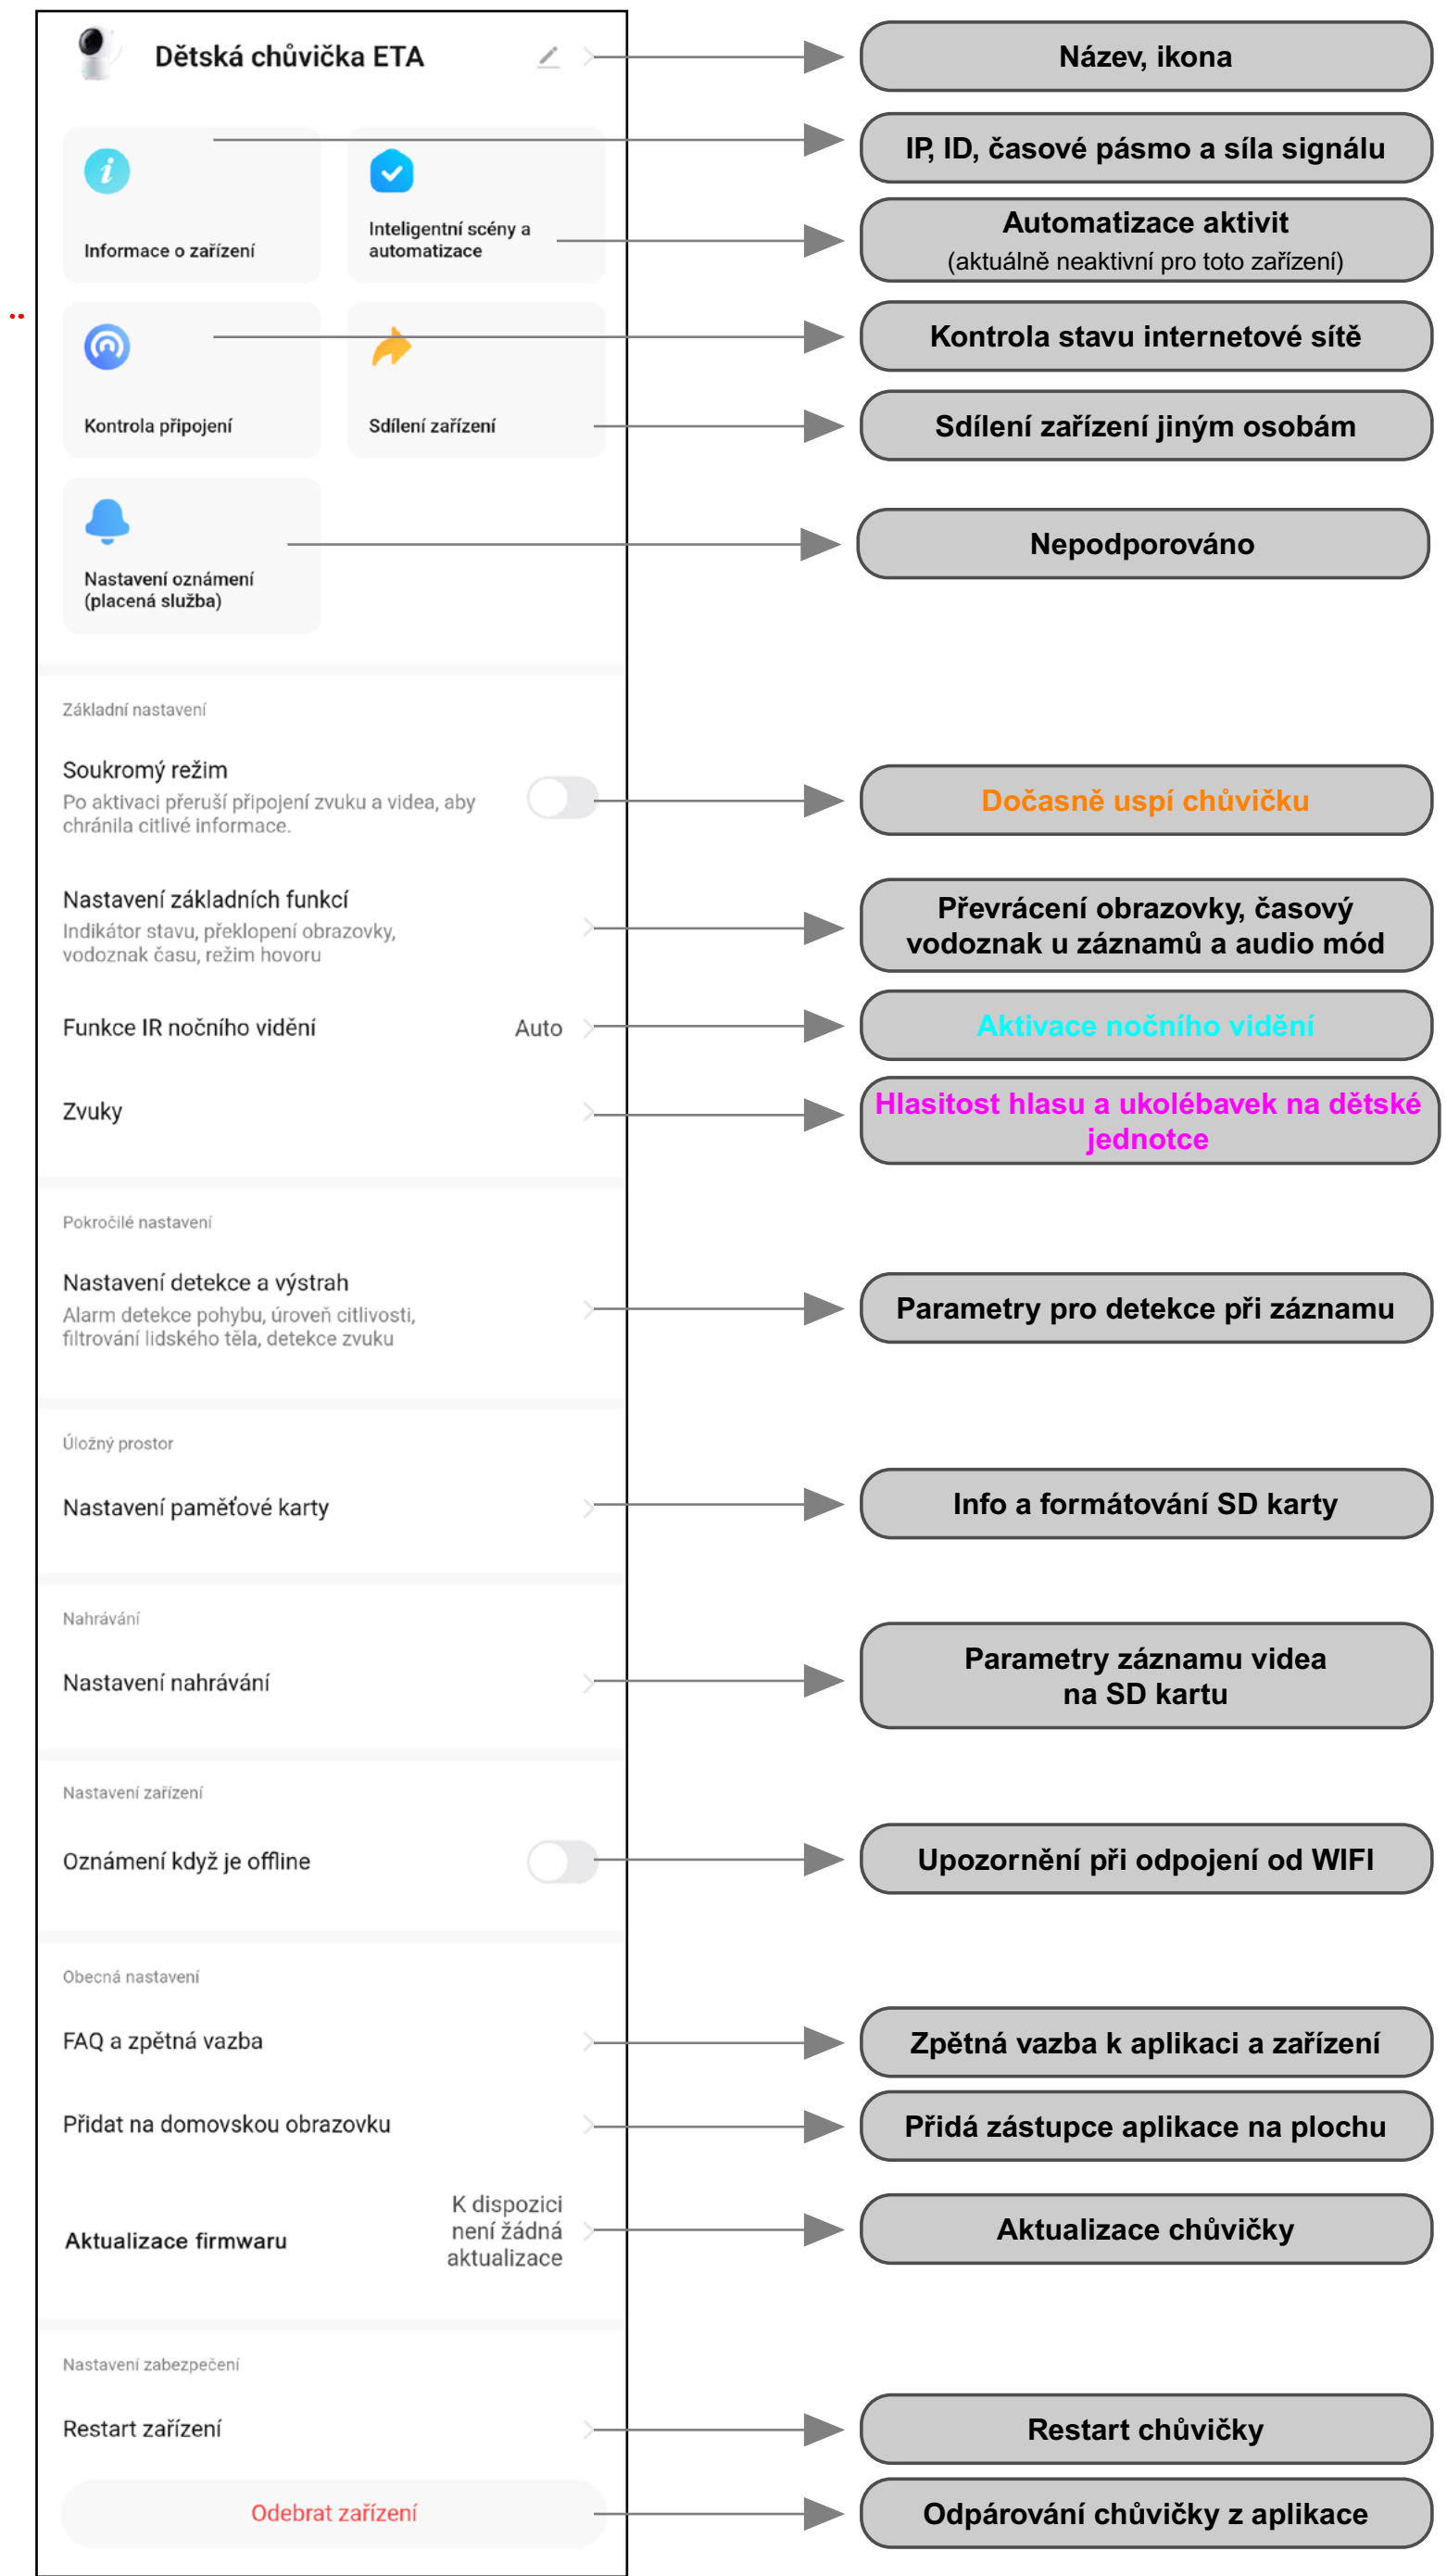 Dětská chůvička ETA
Název, ikona
IP, ID, časové pásmo a síla signálu
Informace o zařízení
Inteligentní scény a
automatizace
Automatizace aktivit
(aktuálně neaktivní pro toto zařízení)
Kontrola stavu internetové sítě
Kontrola připojení
Sdílení zařízení
Sdílení zařízení jiným osobám
Nastavení oznámení
(placená služba)
Nepodporováno
Základní nastavení
Soukromý režim
Po aktivaci přeruší připojení zvuku a videa, aby
chránila citlivé informace.
Dočasně uspí chůvičku
Nastavení základních funkcí
Indikátor stavu, překlopení obrazovky,
vodoznak času, režim hovoru
Převrácení obrazovky, časový
vodoznak u záznamů a audio mód
Funkce IR nočního vidění
Auto
Aktivace nočního vidění
Zvuky
Hlasitost hlasu a ukolébavek na dětské
jednotce
Pokročilé nastavení
Nastavení detekce a výstrah
Alarm detekce pohybu, úroveň citlivosti,
filtrování lidského těla, detekce zvuku
Parametry pro detekce při záznamu
Úložný prostor
Nastavení paměťové karty
Info a formátování SD karty
Nahrávání
Nastavení nahrávání
Parametry záznamu videa
na SD kartu
Nastavení zařízení
Oznámení když je offline
Upozornění při odpojení od WIFI
Obecná nastavení
FAQ a zpětná vazba
Zpětná vazba k aplikaci a zařízení
Přidat na domovskou obrazovku
Přidá zástupce aplikace na plochu
Aktualizace firmwaru
K dispozici
není žádná
aktualizace
Aktualizace chůvičky
Nastavení zabezpečení
Restart zařízení
Restart chůvičky
Odebrat zařízení
Odpárování chůvičky z aplikace